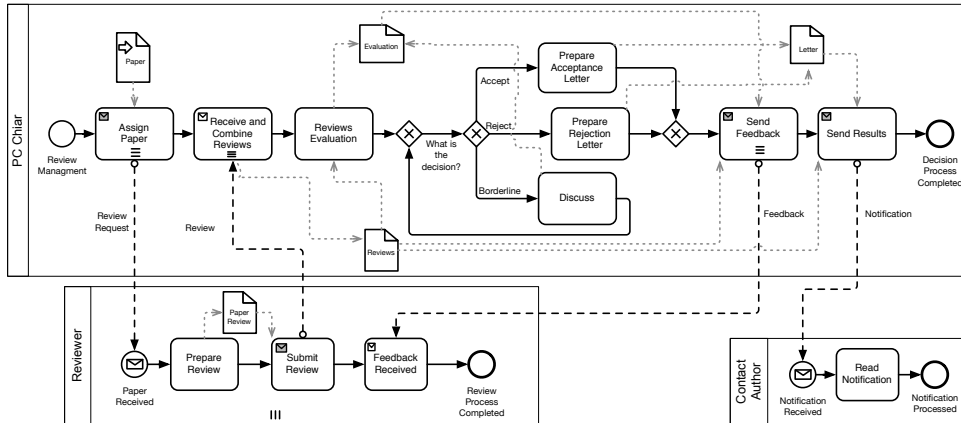 PC Chiar
Review
Managment
Paper
Assign
Paper
Receive and
Combine
Reviews
Reviews
Evaluation
Evaluation
What is
the
decision?
Accept
Reject
Borderline
Prepare
Acceptance
Letter
Prepare
Rejection
Letter
Discuss
Letter
Send
Feedback
Send Results
Decision
Process
Completed
Reviews
Review
Request
Review
Feedback
Notification
Reviewer
Paper
Received
Prepare
Review
Paper
Review
Submit
Review
Feedback
Received
Review
Process
Completed
Contact
Author
Notification
Received
Read
Notification
Notification
Processed